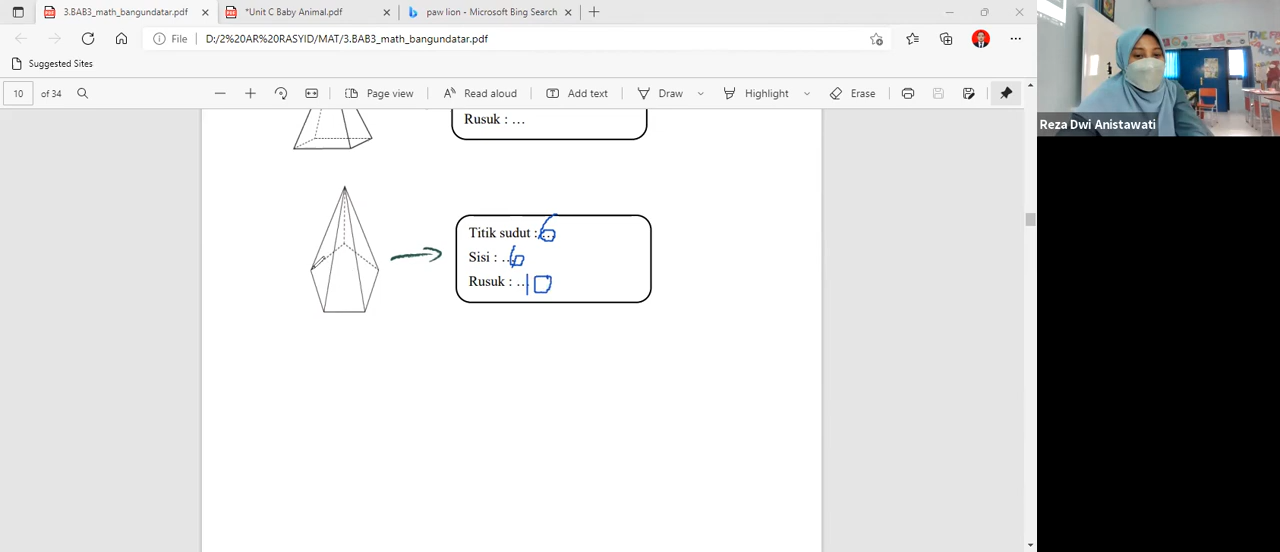 3.BAB3_math_bangundatar.pdf
*Unit C Baby Animal.pdf
paw lion - Microsoft Bing Search
File D:/2%20AR%20RASYID/MAT/3.BAB3_math_bangundatar.pdf
Suggested Sites
10 of 34 Page view Read aloud Add text Draw Highlight Erase
Reza Dwi Anistawati
Rusuk : …
Titik sudut : 6
Sisi : … 6
Rusuk : … 10